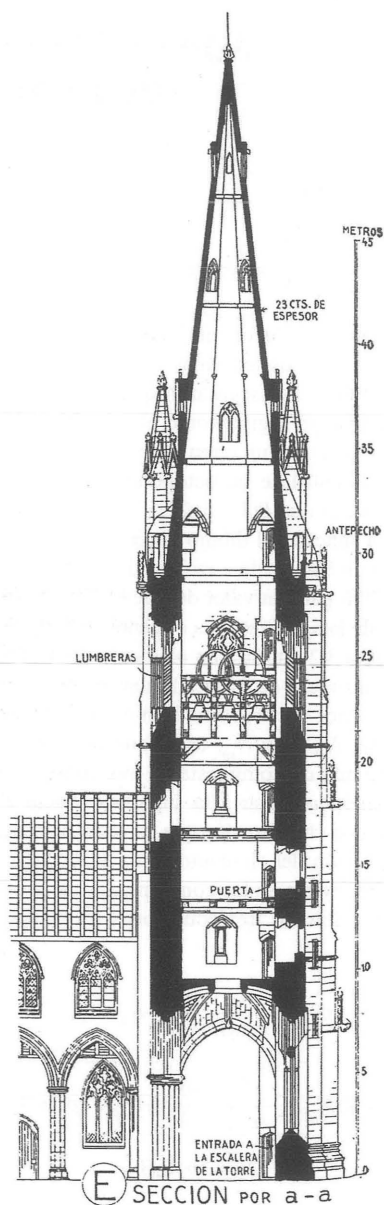 METROS
45
23 CTS. DE
ESPESOR
40
35
ANTEPECHO
30
LUMBRERAS
25
20
15
PUERTA
10
5
ENTRADA A
LA ESCALERA
DE LA TORRE
0
E SECCION POR a-a